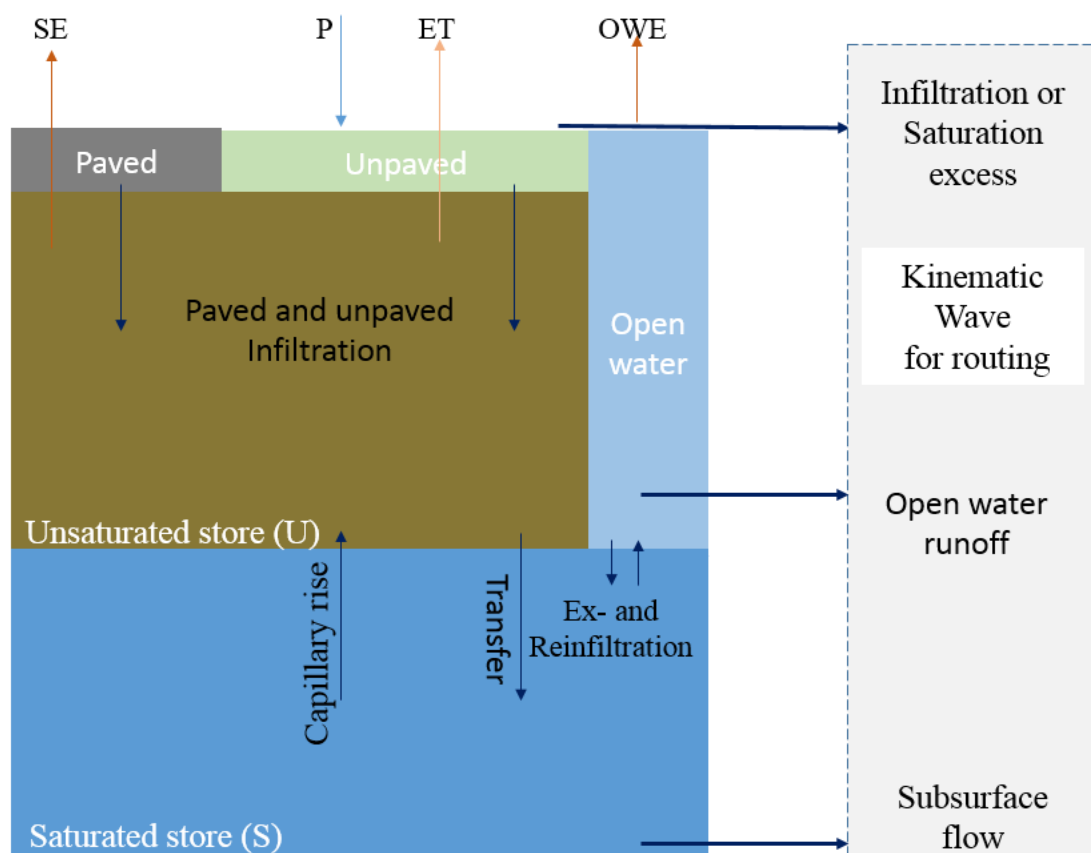 SE
P
ET
OWE
Infiltration or
Saturation
excess
Paved
Unpaved
Kinematic
Wave
for routing
Paved and unpaved
Infiltration
Open
water
Open water
runoff
Unsaturated store (U)
Capillary rise
Transfer
Ex- and
Reinfiltration
Subsurface
flow
Saturated store (S)